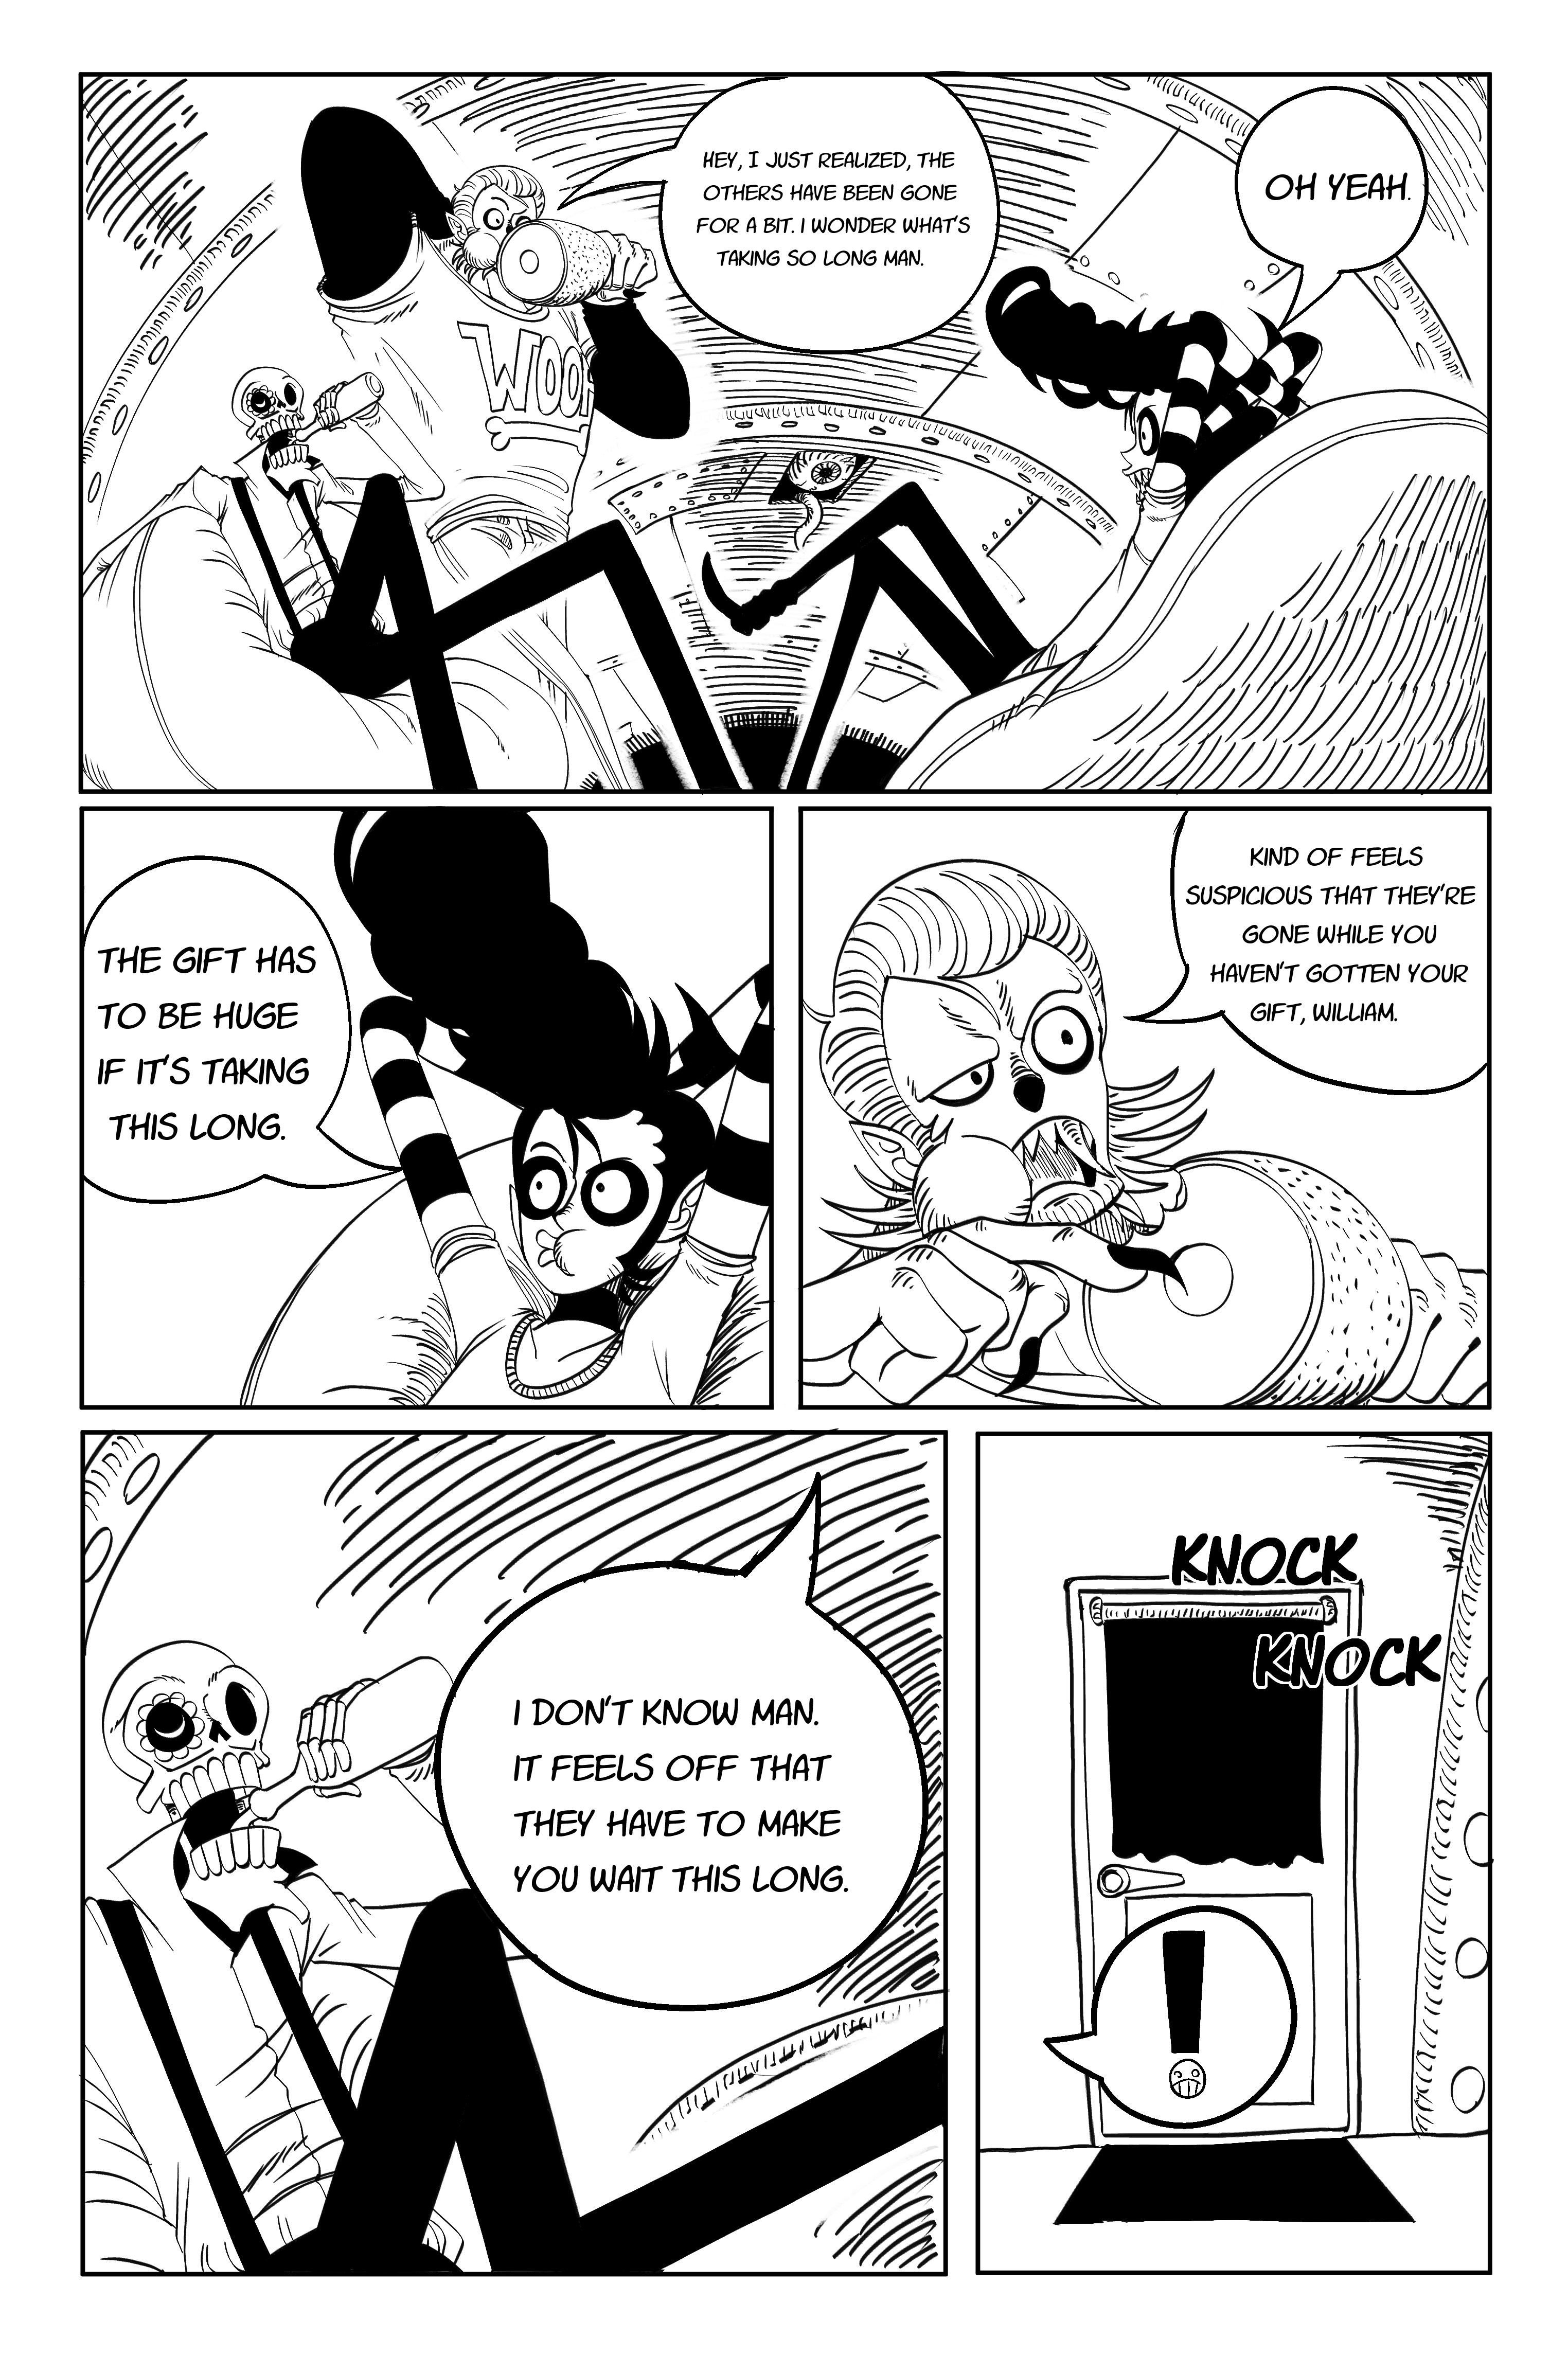 HEY, I JUST REALIZED, THE
OTHERS HAVE BEEN GONE
FOR A BIT. I WONDER WHAT'S
TAKING SO LONG MAN.
OH YEAH.
WOO
THE GIFT HAS
TO BE HUGE
IF IT'S TAKING
THIS LONG.
KIND OF FEELS
SUSPICIOUS THAT THEY'RE
GONE WHILE YOU
HAVEN'T GOTTEN YOUR
GIFT, WILLIAM.
I DON'T KNOW MAN.
IT FEELS OFF THAT
THEY HAVE TO MAKE
YOU WAIT THIS LONG.
KNOCK
KNOCK
!